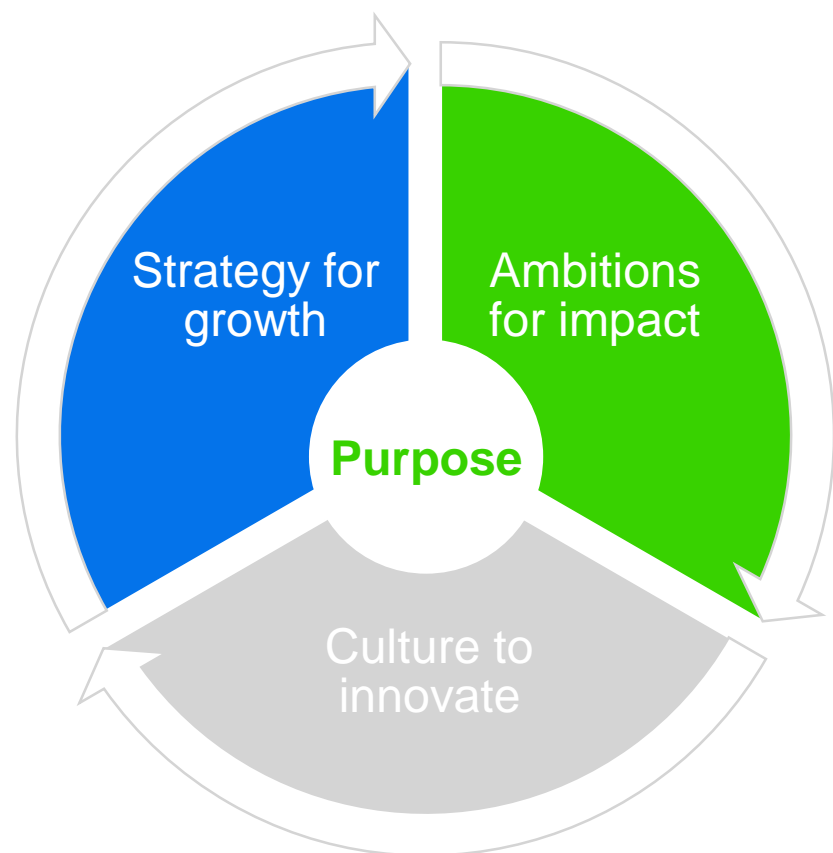 Strategy for
growth
Ambitions
for impact
Purpose
Culture to
innovate